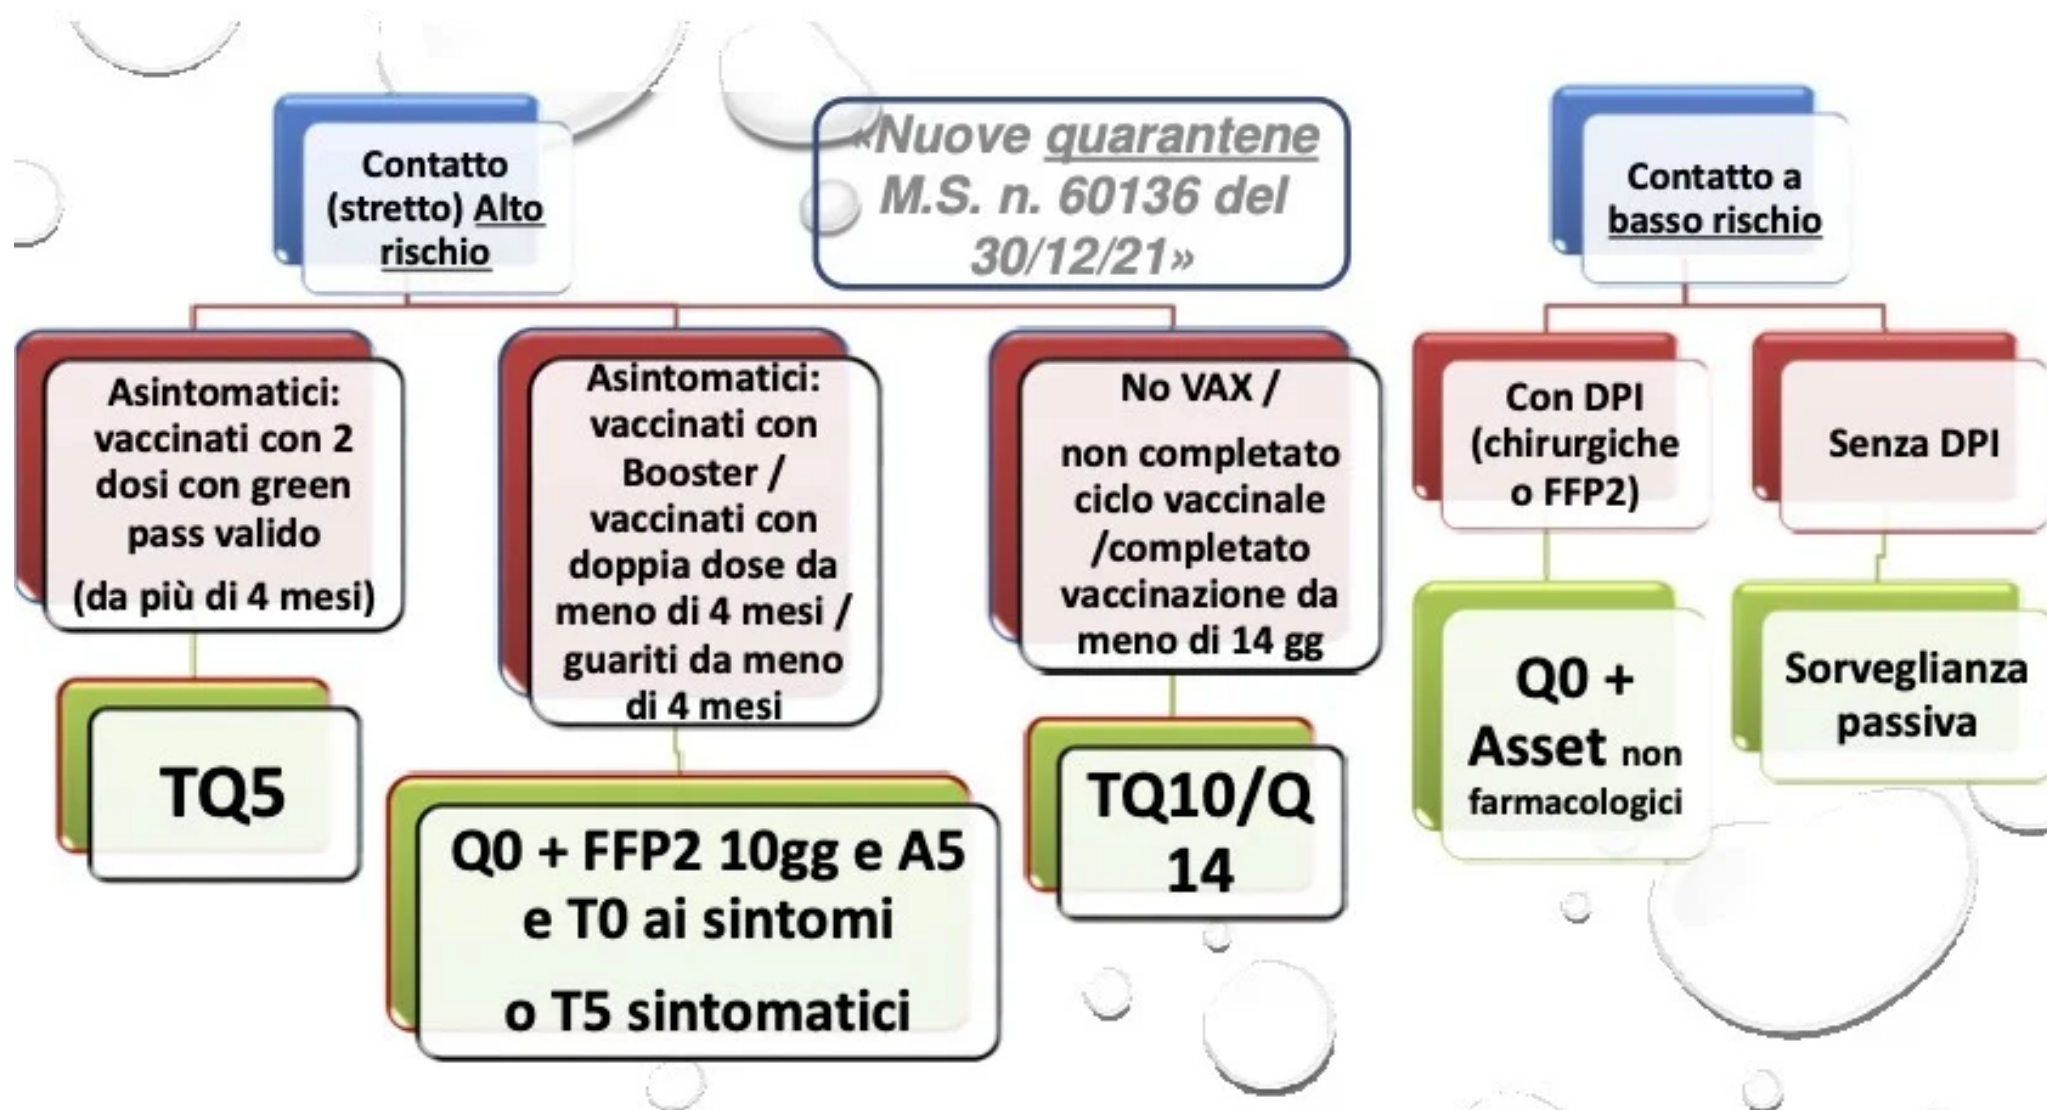 Contatto
(stretto) Alto
rischio
«Nuove quarantene
M.S. n. 60136 del
30/12/21»
Contatto a
basso rischio
Asintomatici:
vaccinati con 2
dosi con green
pass valido
(da più di 4 mesi)
Asintomatici:
vaccinati con
Booster /
vaccinati con
doppia dose da
meno di 4 mesi /
guariti da meno
di 4 mesi
No VAX /
non completato
ciclo vaccinale
/completato
vaccinazione da
meno di 14 gg
Con DPI
(chirurgiche
o FFP2)
Senza DPI
TQ5
Q0 + FFP2 10gg e A5
e T0 ai sintomi
o T5 sintomatici
TQ10/Q
14
Q0 +
Asset non
farmacologici
Sorveglianza
passiva